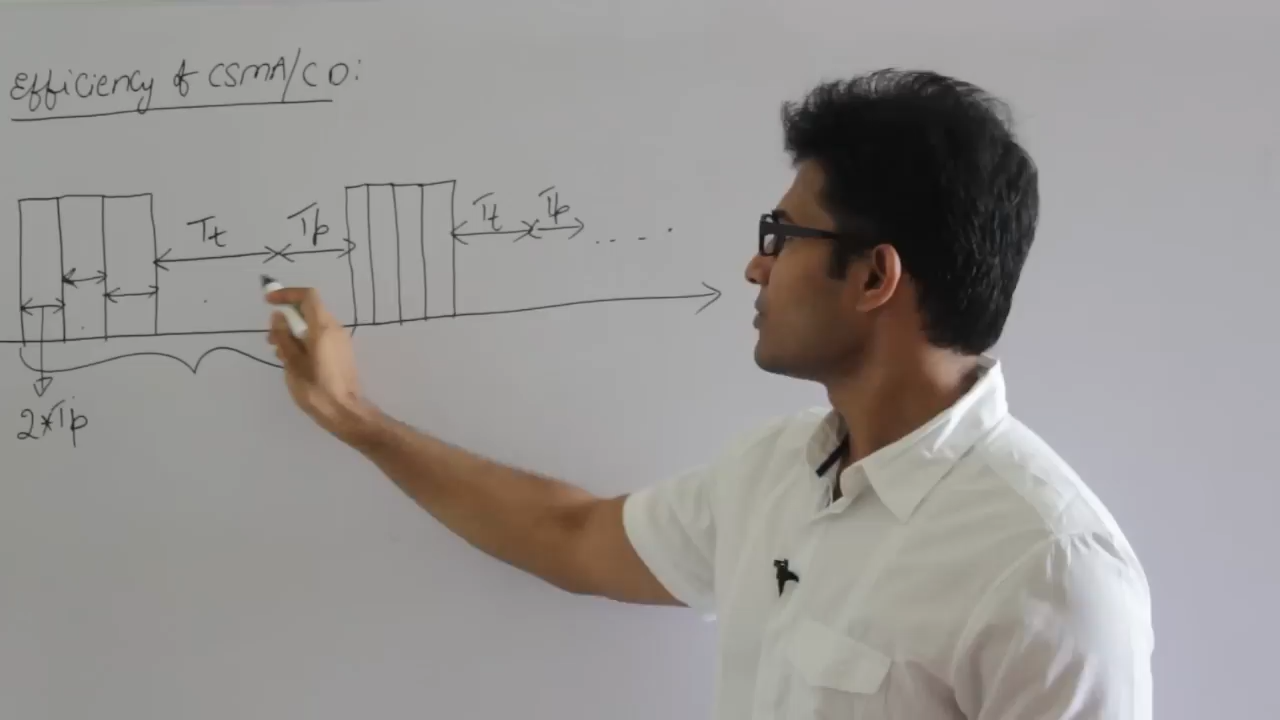 Efficiency of CSMA/CD:
Tt Tp Tt Tp .....
2*Tp